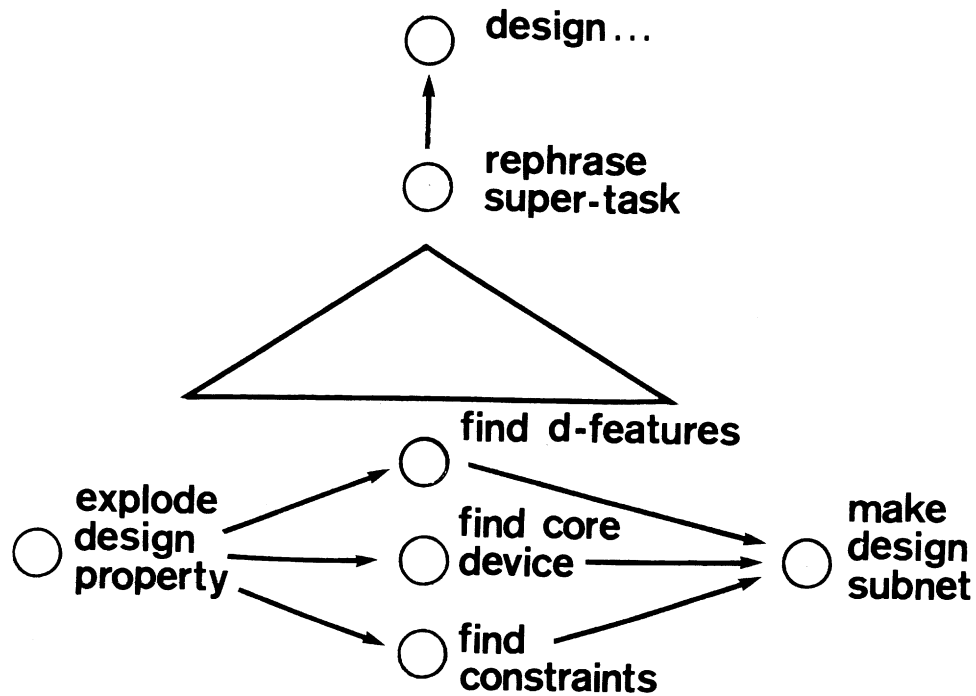 design...
rephrase
super-task
find d-features
explode
design
property
find core
device
make
design
subnet
find
constraints